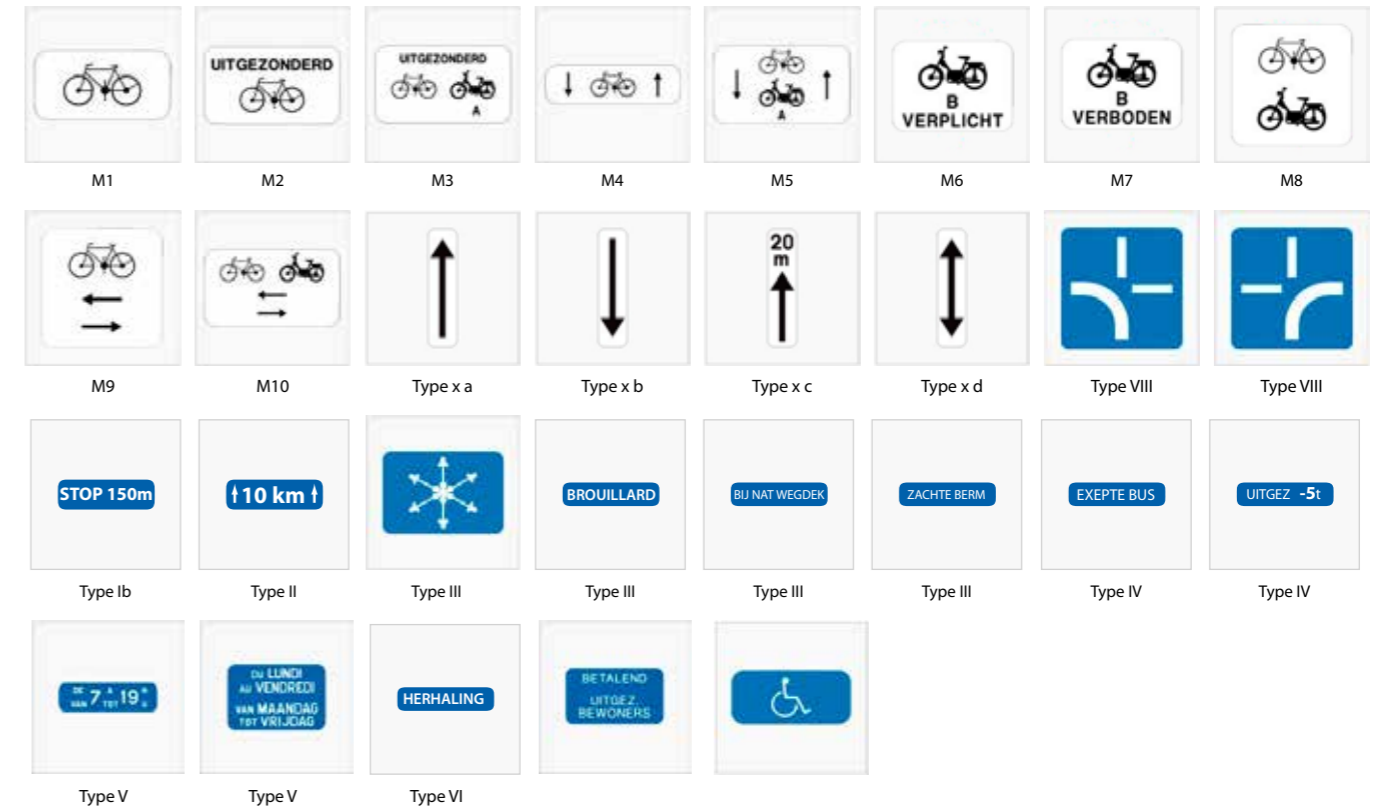 UITGEZONDERD
UITGEZONDERD
A
A
B
VERPLICHT
B
VERBODEN
M1 M2 M3 M4 M5 M6 M7 M8
20
m
M9 M10 Type x a Type x b Type x c Type x d Type VIII Type VIII
STOP 150m
10 km
BROUILLARD
BIJ NAT WEGDEK
ZACHTE BERM
EXEPTE BUS
UITGEZ -5t
Type Ib Type II Type III Type III Type III Type III Type IV Type IV
DE 7 A 19 H
VAN TOT U
DU LUNDI
AU VENDREDI
VAN MAANDAG
TOT VRIJDAG
HERHALING
BETALEND
UITGEZ.
BEWONERS
Type V Type V Type VI